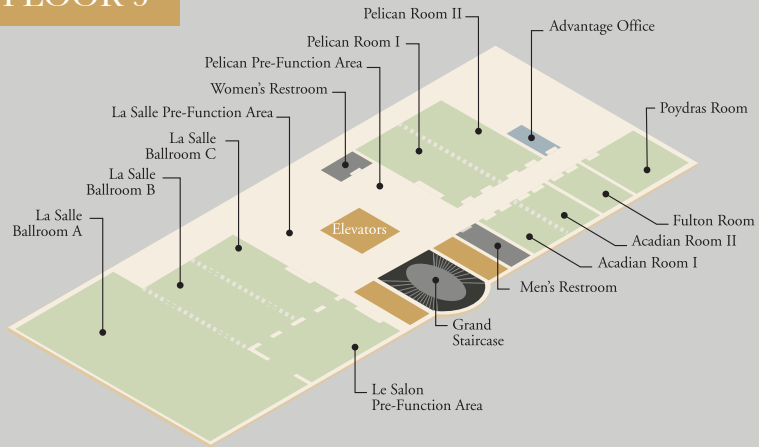 FLOOR 3
Pelican Room II
Advantage Office
Pelican Room I
Pelican Pre-Function Area
Women's Restroom
La Salle Pre-Function Area
Poydras Room
La Salle
Ballroom C
La Salle
Ballroom B
La Salle
Ballroom A
Elevators
Fulton Room
Acadian Room II
Acadian Room I
Men's Restroom
Grand
Staircase
Le Salon
Pre-Function Area